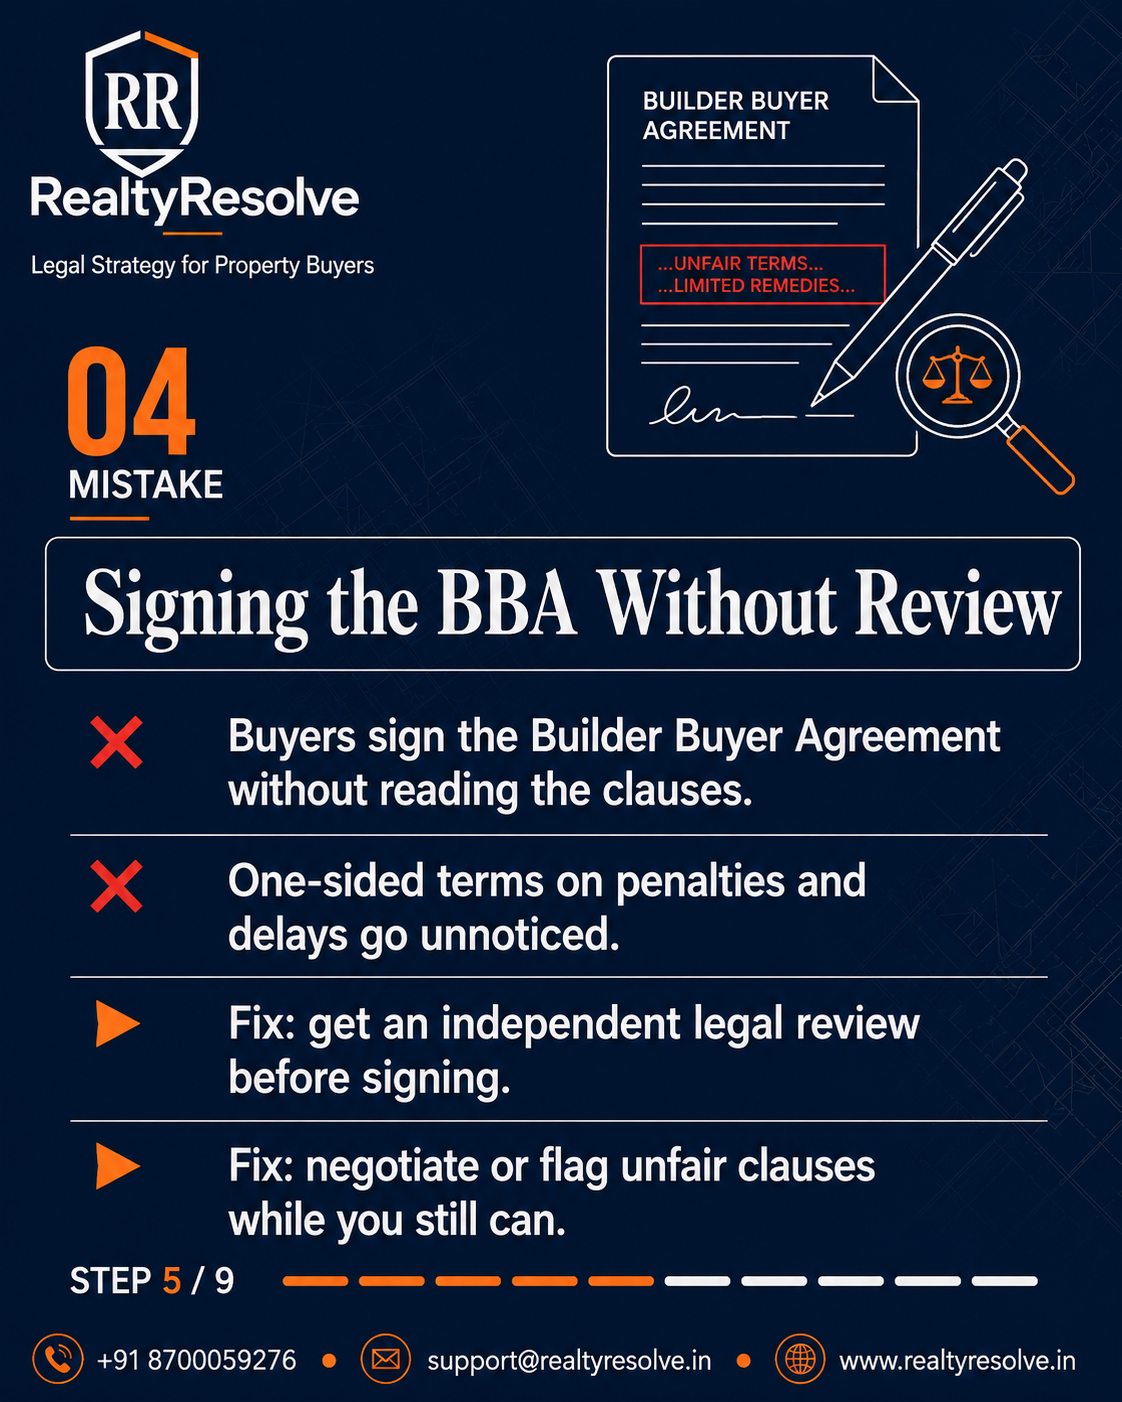 RR
RealtyResolve
Legal Strategy for Property Buyers
BUILDER BUYER
AGREEMENT
...UNFAIR TERMS...
...LIMITED REMEDIES...
04
MISTAKE
Signing the BBA Without Review
Buyers sign the Builder Buyer Agreement
without reading the clauses.
One-sided terms on penalties and
delays go unnoticed.
Fix: get an independent legal review
before signing.
Fix: negotiate or flag unfair clauses
while you still can.
STEP 5 / 9
+91 8700059276 • support@realtyresolve.in • www.realtyresolve.in